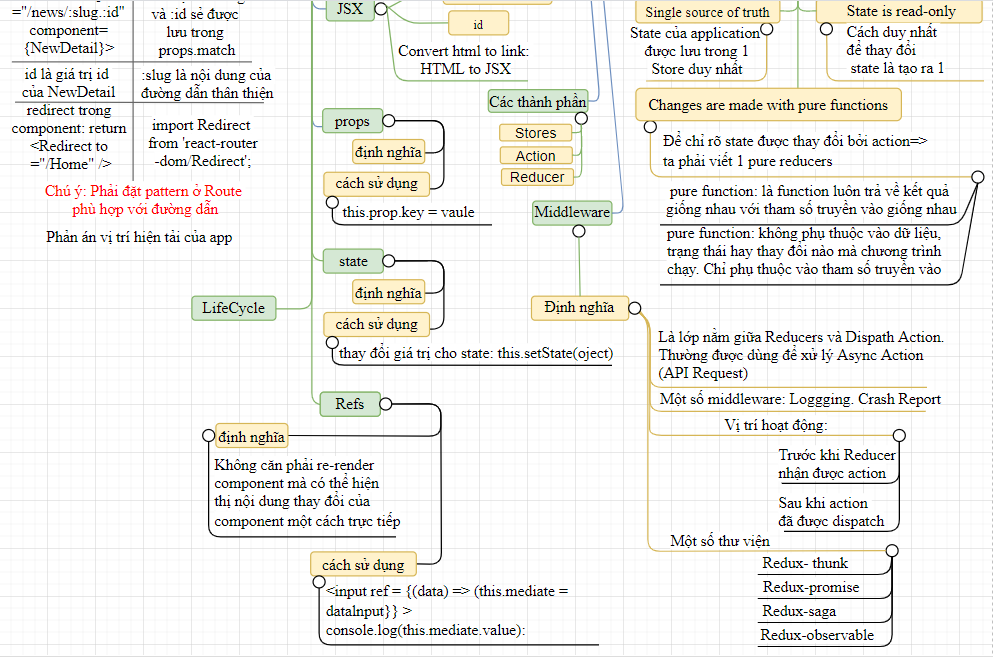 ="/news/:slug.:id"
component=
{NewDetail}>
và :id sẻ được
lưu trong
props.match
id là giá trị id
của NewDetail
:slug là nội dung của
đường dẫn thân thiện
redirect trong
component: return
<Redirect to
="/Home" />
import Redirect
from 'react-router
-dom/Redirect';
Chú ý: Phải đặt pattern ở Route
phù hợp với đường dẫn
Phản án vị trí hiện tải của app
LifeCycle
JSX
id
Convert html to link:
HTML to JSX
props
định nghĩa
cách sử dụng
this.prop.key = vaule
state
định nghĩa
cách sử dụng
thay đổi giá trị cho state: this.setState(oject)
Refs
định nghĩa
Không căn phải re-render
component mà có thể hiện
thị nội dung thay đổi của
component một cách trực tiếp
cách sử dụng
<input ref = {(data) => (this.mediate =
dataInput}} >
console.log(this.mediate.value):
Các thành phần
Stores
Action
Reducer
Middleware
Định nghĩa
Là lớp nằm giữa Reducers và Dispath Action.
Thường được dùng để xử lý Async Action
(API Request)
Một số middleware: Loggging. Crash Report
Vị trí hoạt động:
Trước khi Reducer
nhận được action
Sau khi action
đã được dispatch
Một số thư viện
Redux- thunk
Redux-promise
Redux-saga
Redux-observable
Single source of truth
State của application
được lưu trong 1
Store duy nhất
State is read-only
Cách duy nhất
để thay đổi
state là tạo ra 1
Changes are made with pure functions
Để chỉ rõ state được thay đổi bởi action=>
ta phải viết 1 pure reducers
pure function: là function luôn trả về kết quả
giống nhau với tham số truyền vào giống nhau
pure function: không phụ thuộc vào dữ liệu,
trạng thái hay thay đổi nào mà chương trình
chạy. Chỉ phụ thuộc vào tham số truyền vào